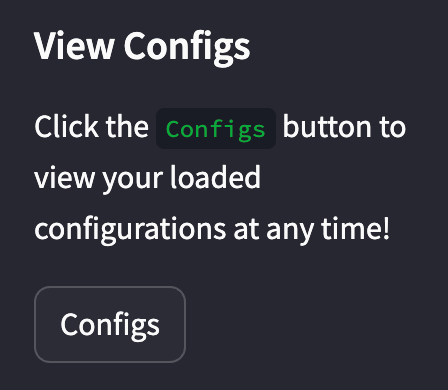 View Configs
Click the Configs button to
view your loaded
configurations at any time!
Configs